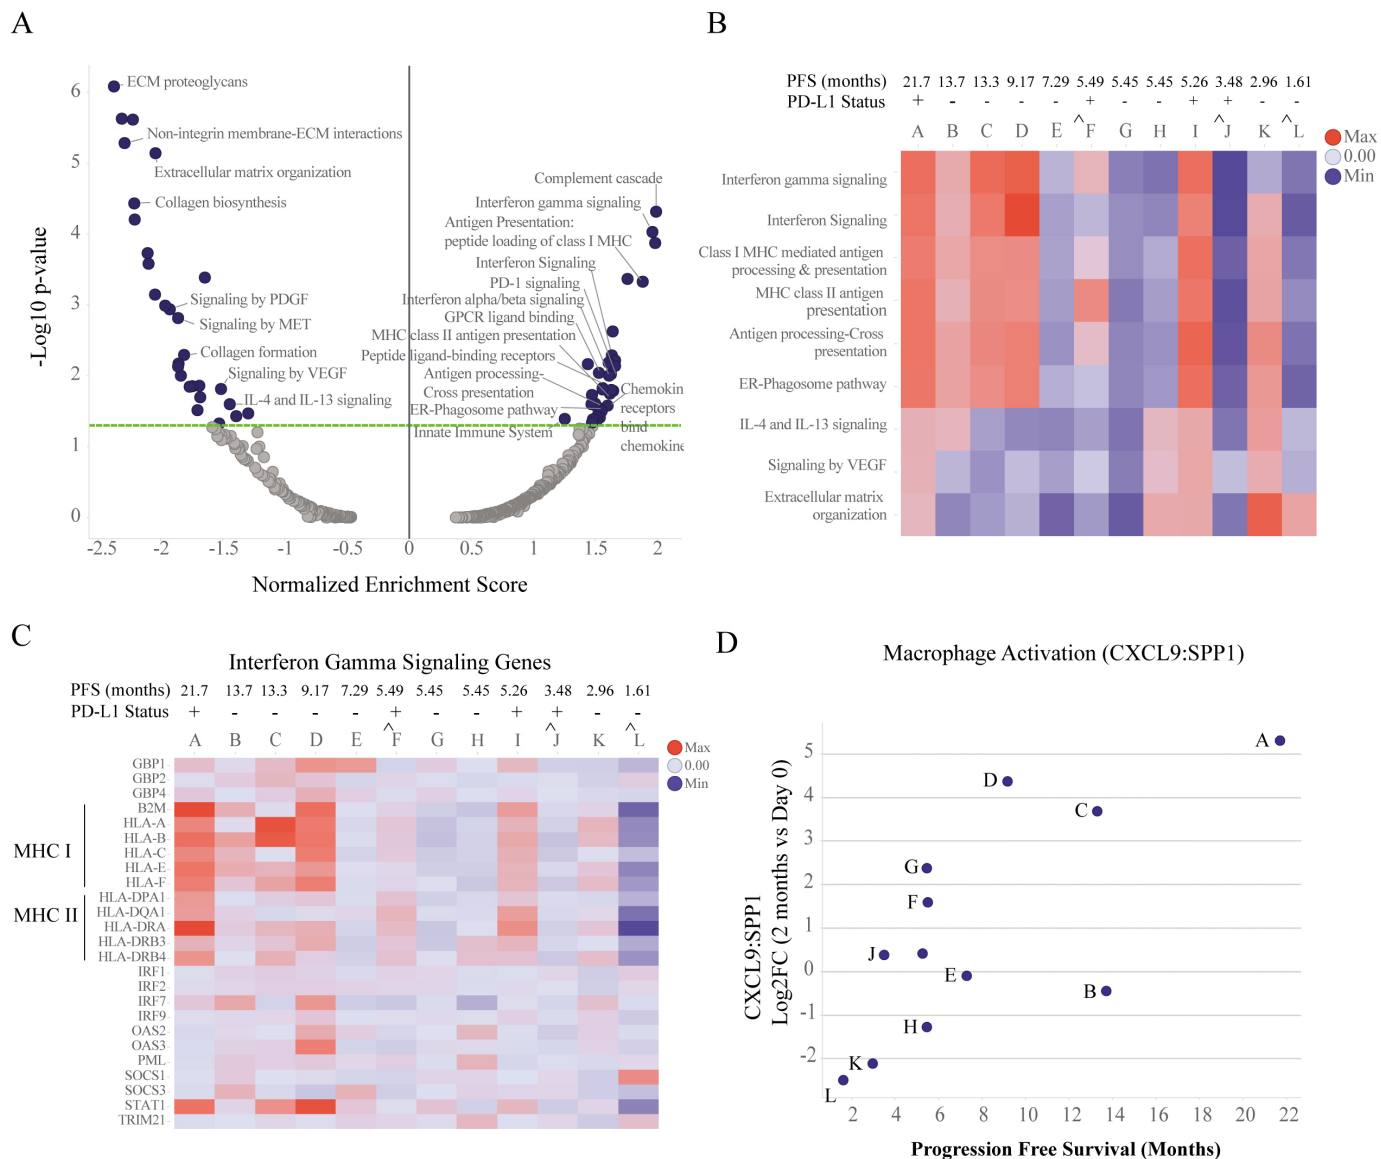 A
-Log10 p-value
6
5
4
3
2
1
0
-2.5
-2
-1.5
-1
-0.5
0
0.5
1
1.5
2
Normalized Enrichment Score
ECM proteoglycans
Non-integrin membrane-ECM interactions
Extracellular matrix organization
Collagen biosynthesis
Signaling by PDGF
Signaling by MET
Collagen formation
Signaling by VEGF
IL-4 and IL-13 signaling
Complement cascade
Interferon gamma signaling
Antigen Presentation:
peptide loading of class I MHC
Interferon Signaling
PD-1 signaling
Interferon alpha/beta signaling
GPCR ligand binding
MHC class II antigen presentation
Peptide ligand-binding receptors
Antigen processing-
Cross presentation
ER-Phagosome pathway
Innate Immune System
Chemokin
receptors
bind
chemokine
B
PFS (months) 21.7 13.7 13.3 9.17 7.29 5.49 5.45 5.45 5.26 3.48 2.96 1.61
PD-L1 Status + - - - - + - - + + - -
^ ^ ^
A B C D E F G H I J K L
Max
0.00
Min
Interferon gamma signaling
Interferon Signaling
Class I MHC mediated antigen
processing & presentation
MHC class II antigen
presentation
Antigen processing-Cross
presentation
ER-Phagosome pathway
IL-4 and IL-13 signaling
Signaling by VEGF
Extracellular matrix
organization
C
Interferon Gamma Signaling Genes
PFS (months) 21.7 13.7 13.3 9.17 7.29 5.49 5.45 5.45 5.26 3.48 2.96 1.61
PD-L1 Status + - - - - + - - + + - -
^ ^ ^
A B C D E F G H I J K L
Max
0.00
Min
MHC I
MHC II
GBP1
GBP2
GBP4
B2M
HLA-A
HLA-B
HLA-C
HLA-E
HLA-F
HLA-DPA1
HLA-DQA1
HLA-DRA
HLA-DRB3
HLA-DRB4
IRF1
IRF2
IRF7
IRF9
OAS2
OAS3
PML
SOCS1
SOCS3
STAT1
TRIM21
D
Macrophage Activation (CXCL9:SPP1)
CXCL9:SPP1
Log2FC (2 months vs Day 0)
5
4
3
2
1
0
-1
-2
A
D
C
G
F
J
E
B
H
K
L
2 4 6 8 10 12 14 16 18 20 22
Progression Free Survival (Months)